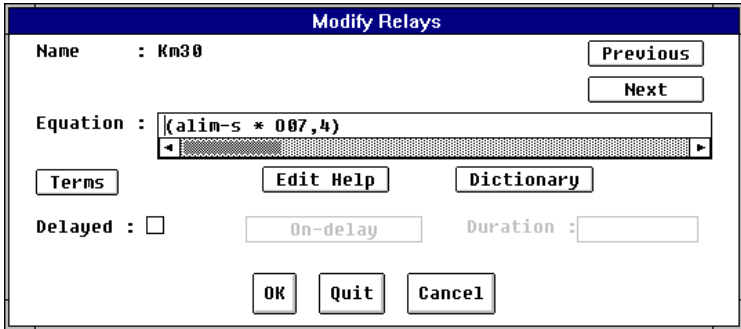 Modify Relays
Name : Km30
Previous
Next
Equation : (alim-s * O07,4)
Terms
Edit Help
Dictionary
Delayed :
On-delay
Duration :
OK
Quit
Cancel